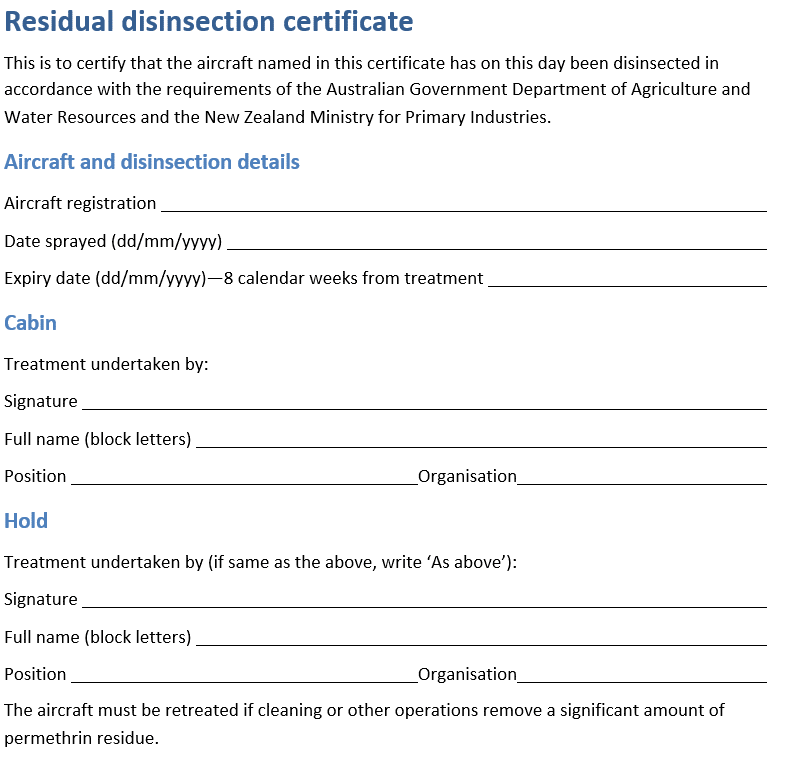 Residual disinsection certificate
This is to certify that the aircraft named in this certificate has on this day been disinsected in
accordance with the requirements of the Australian Government Department of Agriculture and
Water Resources and the New Zealand Ministry for Primary Industries.
Aircraft and disinsection details
Aircraft registration
Date sprayed (dd/mm/yyyy)
Expiry date (dd/mm/yyyy)—8 calendar weeks from treatment
Cabin
Treatment undertaken by:
Signature
Full name (block letters)
Position Organisation
Hold
Treatment undertaken by (if same as the above, write ‘As above’):
Signature
Full name (block letters)
Position Organisation
The aircraft must be retreated if cleaning or other operations remove a significant amount of
permethrin residue.